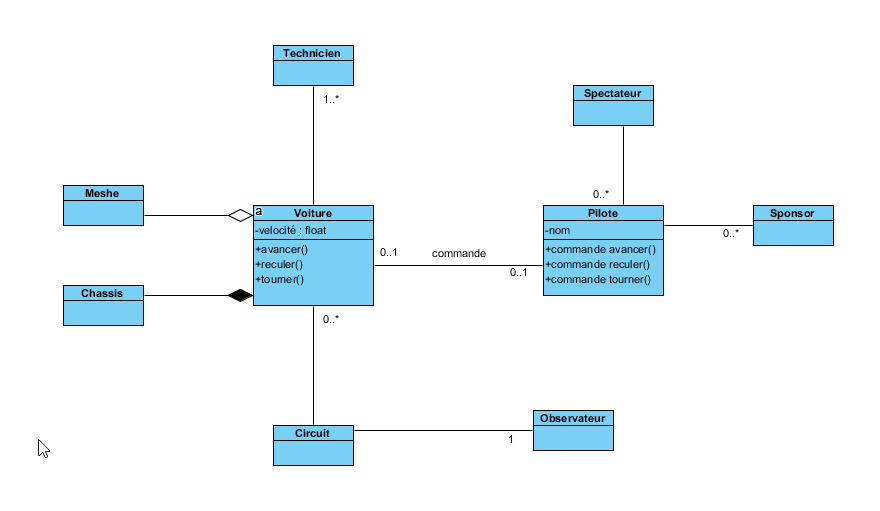 Technicien
1..*
Spectateur
0..*
Meshe
a
Voiture
-velocité : float
+avancer()
+reculer()
+tourner()
0..1
commande
0..1
Pilote
-nom
+commande avancer()
+commande reculer()
+commande tourner()
Sponsor
0..*
Chassis
0..*
Circuit
1
Observateur